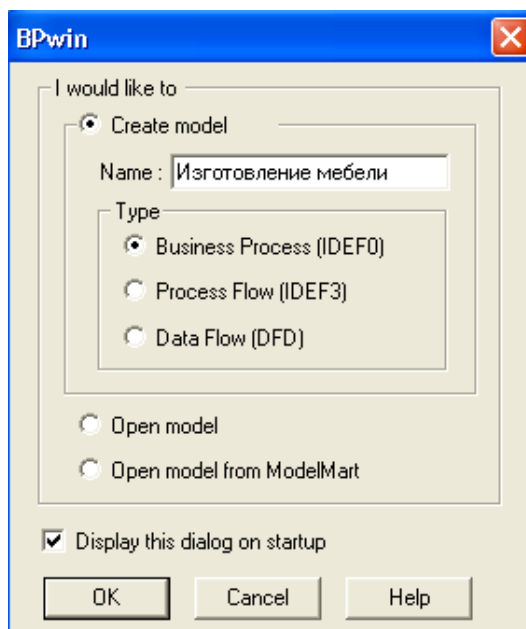 BPwin
I would like to
Create model
Name : Изготовление мебели
Type
Business Process (IDEF0)
Process Flow (IDEF3)
Data Flow (DFD)
Open model
Open model from ModelMart
Display this dialog on startup
OK Cancel Help